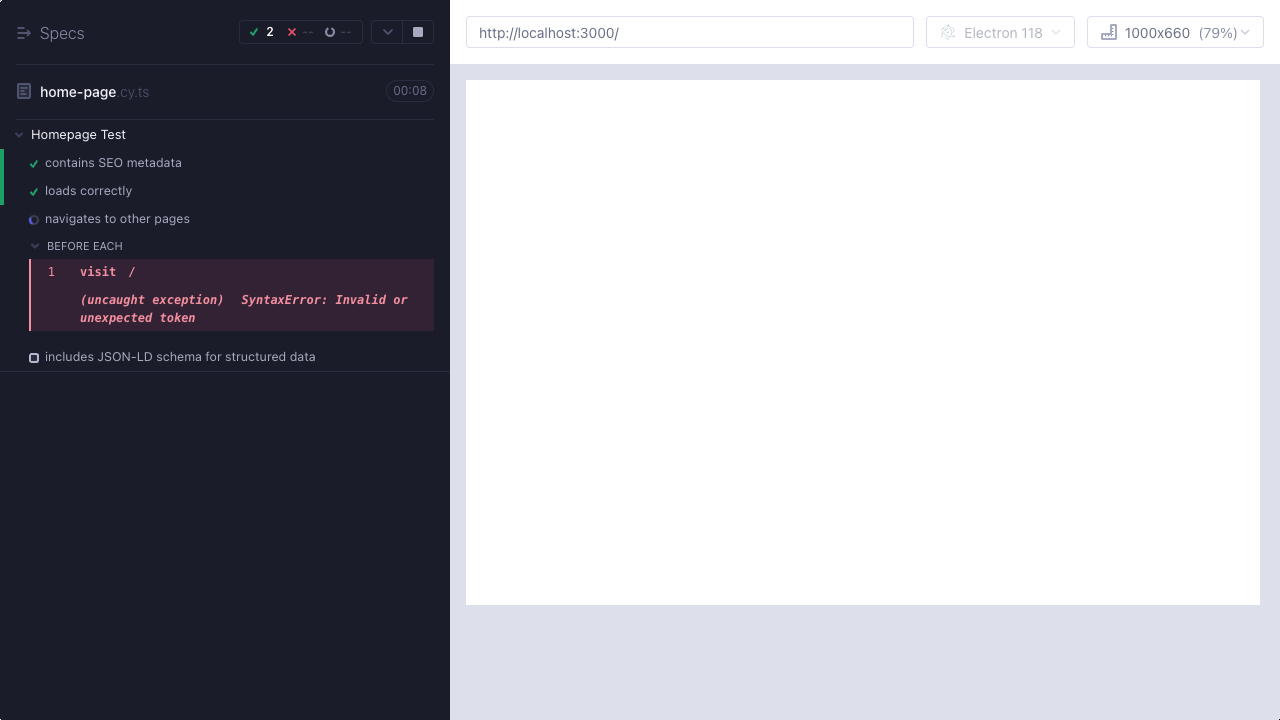 Specs
2
--
--
http://localhost:3000/
Electron 118
1000x660 (79%)
home-page.cy.ts
00:08
Homepage Test
contains SEO metadata
loads correctly
navigates to other pages
BEFORE EACH
1 visit /
(uncaught exception) SyntaxError: Invalid or
unexpected token
includes JSON-LD schema for structured data